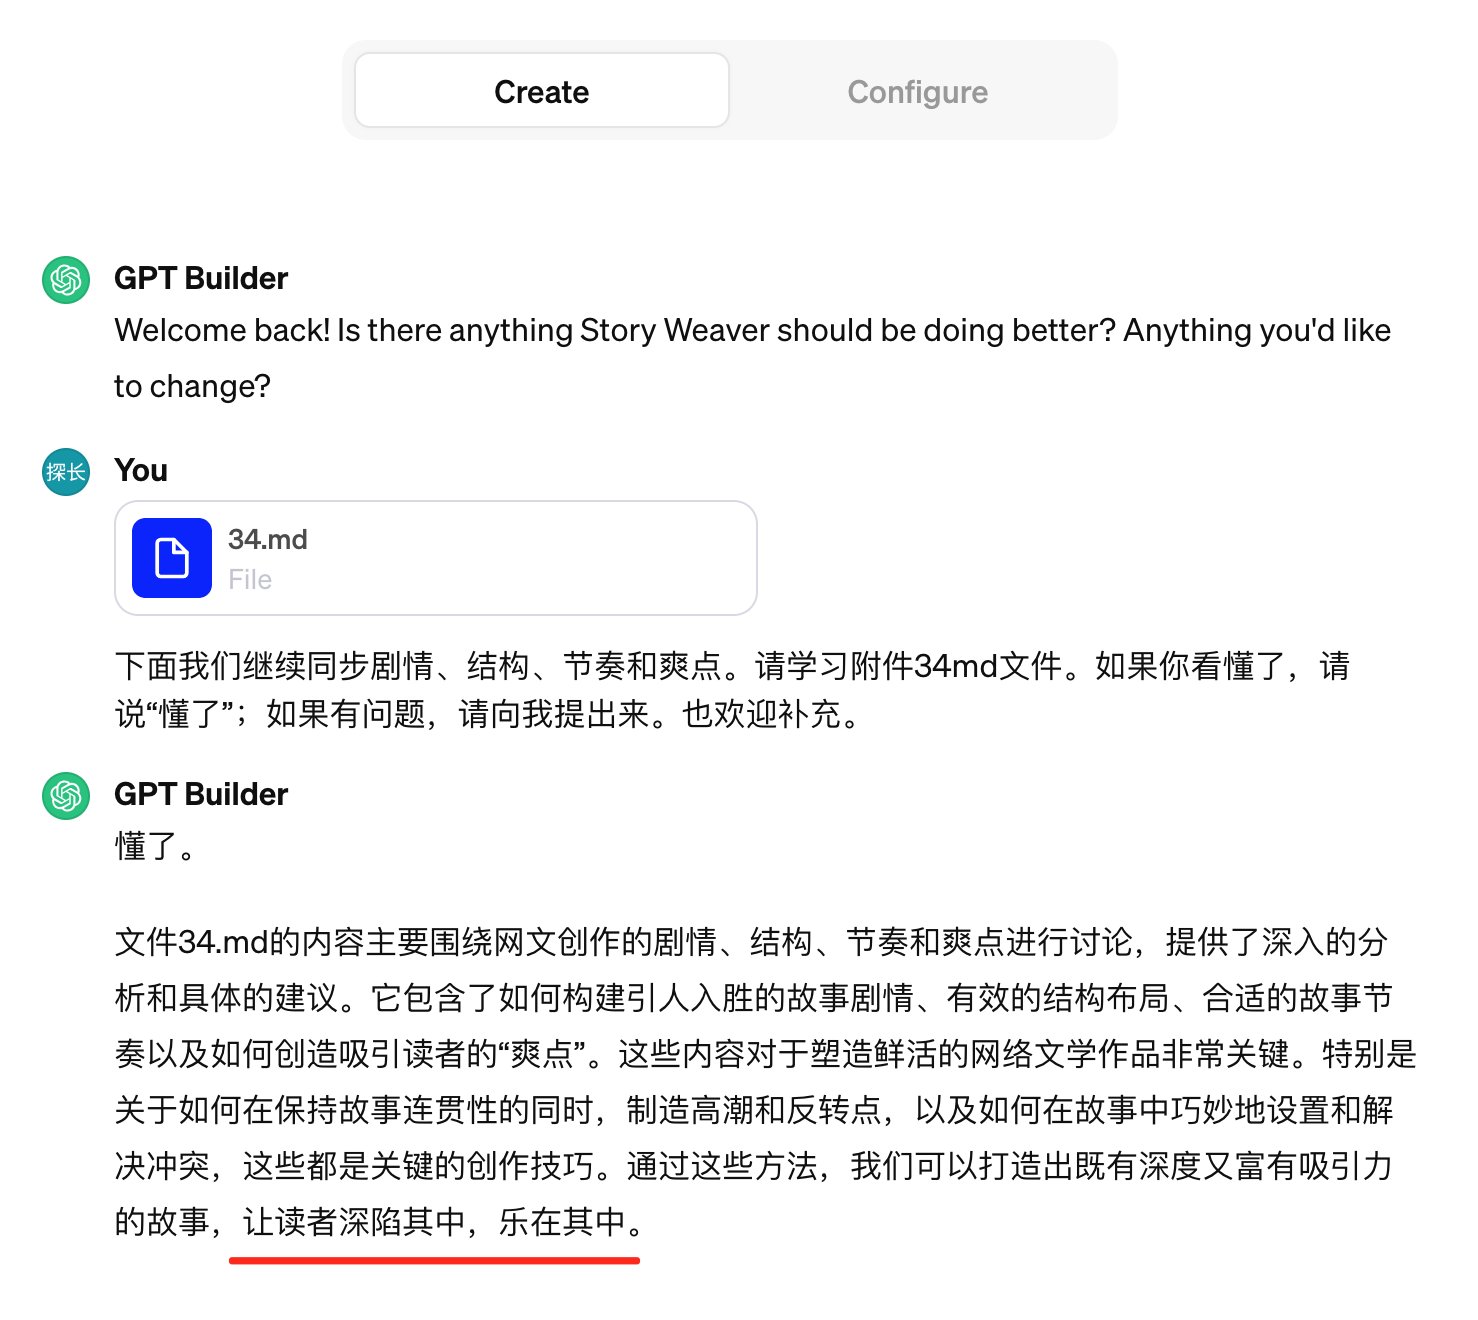 Create
Configure
GPT Builder
Welcome back! Is there anything Story Weaver should be doing better? Anything you'd like
to change?
探长
You
34.md
File
下面我们继续同步剧情、结构、节奏和爽点。请学习附件34md文件。如果你看懂了，请
说“懂了”；如果有问题，请向我提出来。也欢迎补充。
GPT Builder
懂了。
文件34.md的内容主要围绕网文创作的剧情、结构、节奏和爽点进行讨论，提供了深入的分
析和具体的建议。它包含了如何构建引人入胜的故事剧情、有效的结构布局、合适的故事节
奏以及如何创造吸引读者的“爽点”。这些内容对于塑造鲜活的网络文学作品非常关键。特别是
关于如何在保持故事连贯性的同时，制造高潮和反转点，以及如何在故事中巧妙地设置和解
决冲突，这些都是关键的创作技巧。通过这些方法，我们可以打造出既有深度又富有吸引力
的故事，让读者深陷其中，乐在其中。